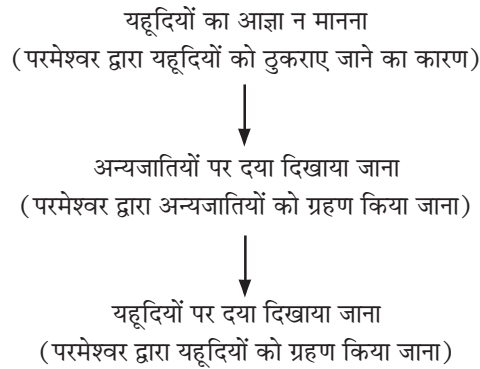 यहूदियों का आज्ञा न मानना
(परमेश्वर द्वारा यहूदियों को ठुकराए जाने का कारण)
अन्यजातियों पर दया दिखाया जाना
(परमेश्वर द्वारा अन्यजातियों को ग्रहण किया जाना)
यहूदियों पर दया दिखाया जाना
(परमेश्वर द्वारा यहूदियों को ग्रहण किया जाना)